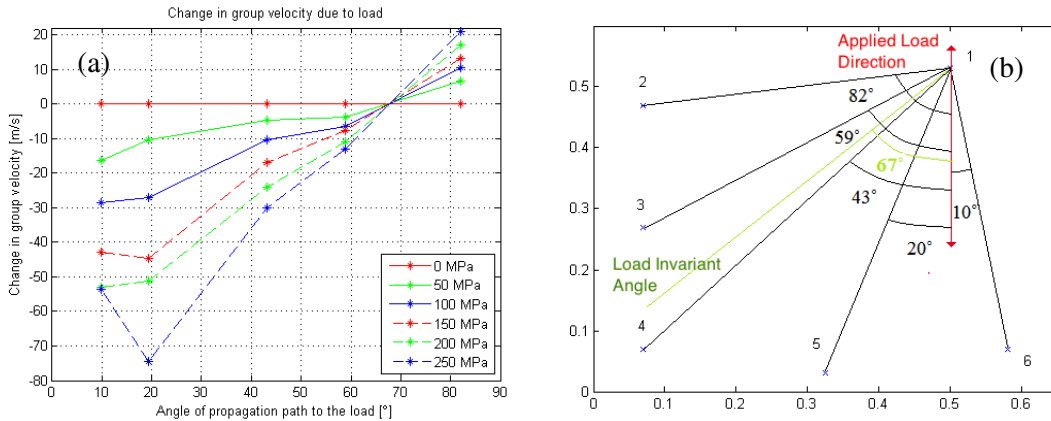 Change in group velocity due to load
(a)
Change in group velocity [m/s]
20
10
0
-10
-20
-30
-40
-50
-60
-70
-80
0 10 20 30 40 50 60 70 80 90
Angle of propagation path to the load [°]
0 MPa
50 MPa
100 MPa
150 MPa
200 MPa
250 MPa
(b)
Applied Load
Direction
1
2
82°
59°
67°
3
43°
10°
20°
Load Invariant
Angle
4
5
6
0.5
0.4
0.3
0.2
0.1
0
0 0.1 0.2 0.3 0.4 0.5 0.6